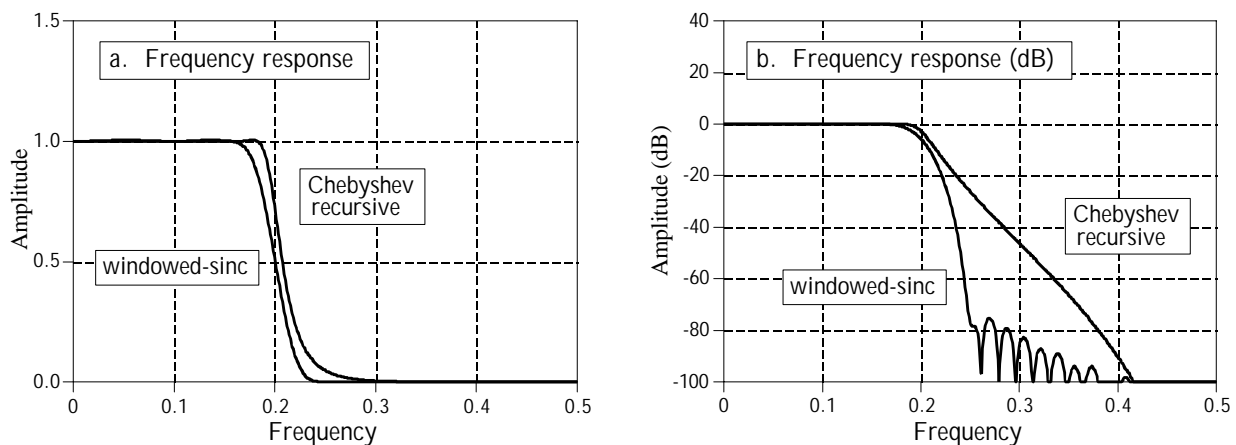 1.5
1.0
0.5
0.0
Amplitude
a. Frequency response
Chebyshev
recursive
windowed-sinc
0 0.1 0.2 0.3 0.4 0.5
Frequency
40
20
0
-20
-40
-60
-80
-100
Amplitude (dB)
b. Frequency response (dB)
Chebyshev
recursive
windowed-sinc
0 0.1 0.2 0.3 0.4 0.5
Frequency